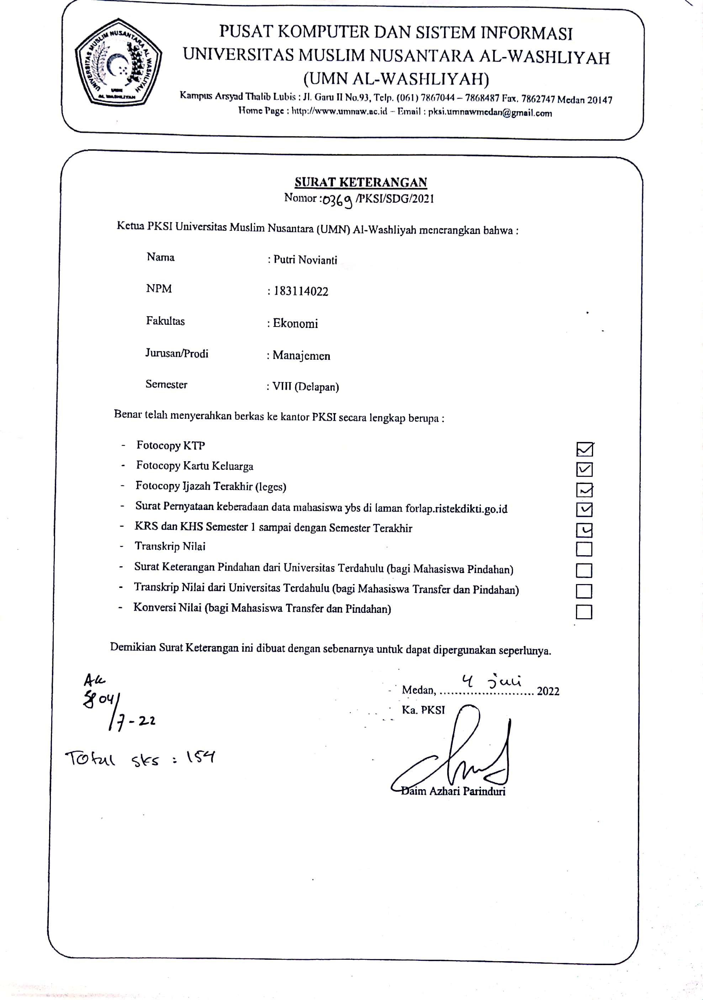 UNIVERSITAS MUSLIM NUSANTARA AL WASHLIYAH
UMN
AL WASHLIYAH
PUSAT KOMPUTER DAN SISTEM INFORMASI
UNIVERSITAS MUSLIM NUSANTARA AL-WASHLIYAH
(UMN AL-WASHLIYAH)
Kampus Arsyad Thalib Lubis : Jl. Garu II No.93, Telp. (061) 7867044 – 7868487 Fax. 7862747 Medan 20147
Home Page : http://www.umnaw.ac.id – Email : pksi.umnawmedan@gmail.com
SURAT KETERANGAN
Nomor :0369 /PKSI/SDG/2021
Ketua PKSI Universitas Muslim Nusantara (UMN) Al-Washliyah menerangkan bahwa :
Nama : Putri Novianti
NPM : 183114022
Fakultas : Ekonomi
Jurusan/Prodi : Manajemen
Semester : VIII (Delapan)
Benar telah menyerahkan berkas ke kantor PKSI secara lengkap berupa :
- Fotocopy KTP
- Fotocopy Kartu Keluarga
- Fotocopy Ijazah Terakhir (leges)
- Surat Pernyataan keberadaan data mahasiswa ybs di laman forlap.ristekdikti.go.id
- KRS dan KHS Semester 1 sampai dengan Semester Terakhir
- Transkrip Nilai
- Surat Keterangan Pindahan dari Universitas Terdahulu (bagi Mahasiswa Pindahan)
- Transkrip Nilai dari Universitas Terdahulu (bagi Mahasiswa Transfer dan Pindahan)
- Konversi Nilai (bagi Mahasiswa Transfer dan Pindahan)
Demikian Surat Keterangan ini dibuat dengan sebenarnya untuk dapat dipergunakan seperlunya.
Medan, 4 juli 2022
Ka. PKSI
04/7-22
Total sks : 154
Daim Azhari Parinduri